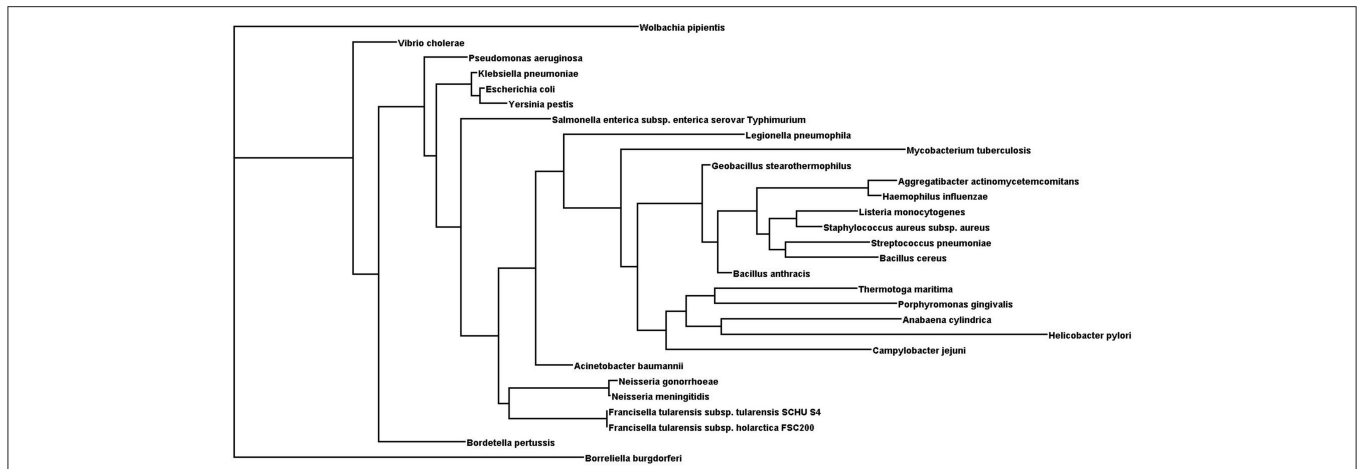 Wolbachia pipientis
Vibrio cholerae
Pseudomonas aeruginosa
Klebsiella pneumoniae
Escherichia coli
Yersinia pestis
Salmonella enterica subsp. enterica serovar Typhimurium
Legionella pneumophila
Mycobacterium tuberculosis
Geobacillus stearothermophilus
Aggregatibacter actinomycetemcomitans
Haemophilus influenzae
Listeria monocytogenes
Staphylococcus aureus subsp. aureus
Streptococcus pneumoniae
Bacillus cereus
Bacillus anthracis
Thermotoga maritima
Porphyromonas gingivalis
Anabaena cylindrica
Helicobacter pylori
Campylobacter jejuni
Acinetobacter baumannii
Neisseria gonorrhoeae
Neisseria meningitidis
Francisella tularensis subsp. tularensis SCHU S4
Francisella tularensis subsp. holarctica FSC200
Bordetella pertussis
Borreliella burgdorferi